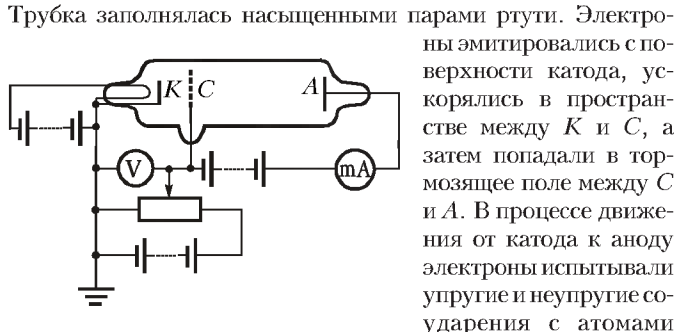 Трубка заполнялась насыщенными парами ртути. Электро-
ны эмитировались с по-
верхности катода, ус-
корялись в простран-
стве между K и C, а
затем попадали в тор-
мозящее поле между C
и A. В процессе движе-
ния от катода к аноду
электроны испытывали
упругие и неупругие со-
ударения с атомами
K C A
V mA